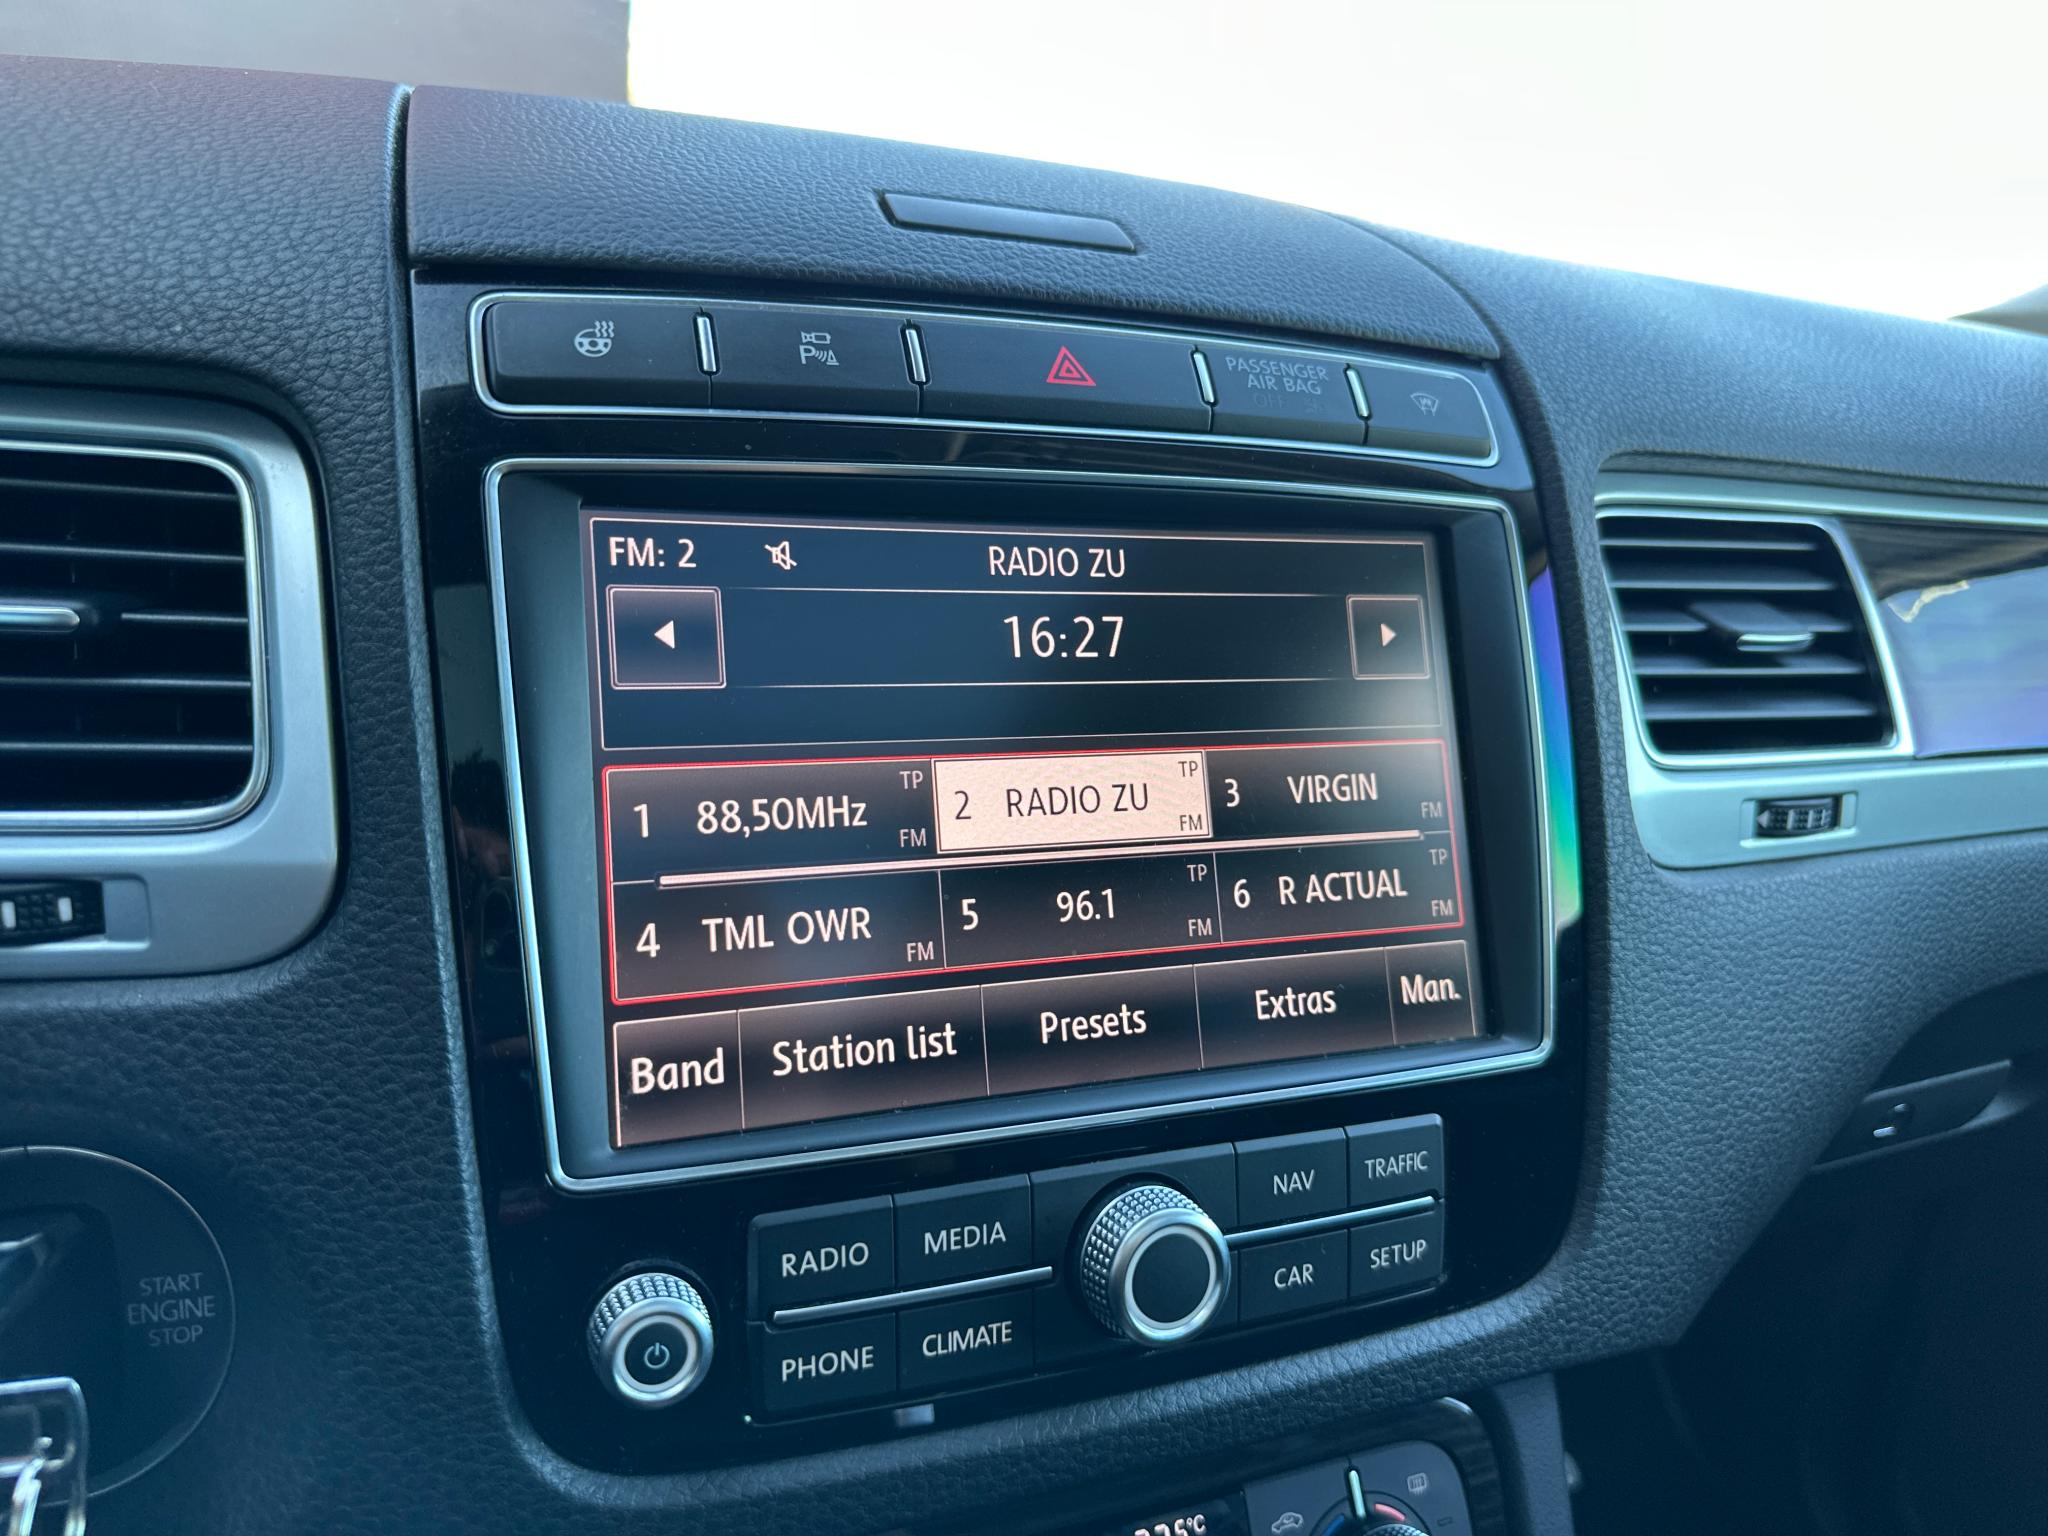 PASSENGER
AIR BAG
OFF
FM: 2
RADIO ZU
16:27
1 88,50MHz TP FM
2 RADIO ZU TP FM
3 VIRGIN FM
4 TML OWR FM
5 96.1 TP FM
6 R ACTUAL TP FM
Band Station list Presets Extras Man.
RADIO MEDIA NAV TRAFFIC
PHONE CLIMATE CAR SETUP
START
ENGINE
STOP